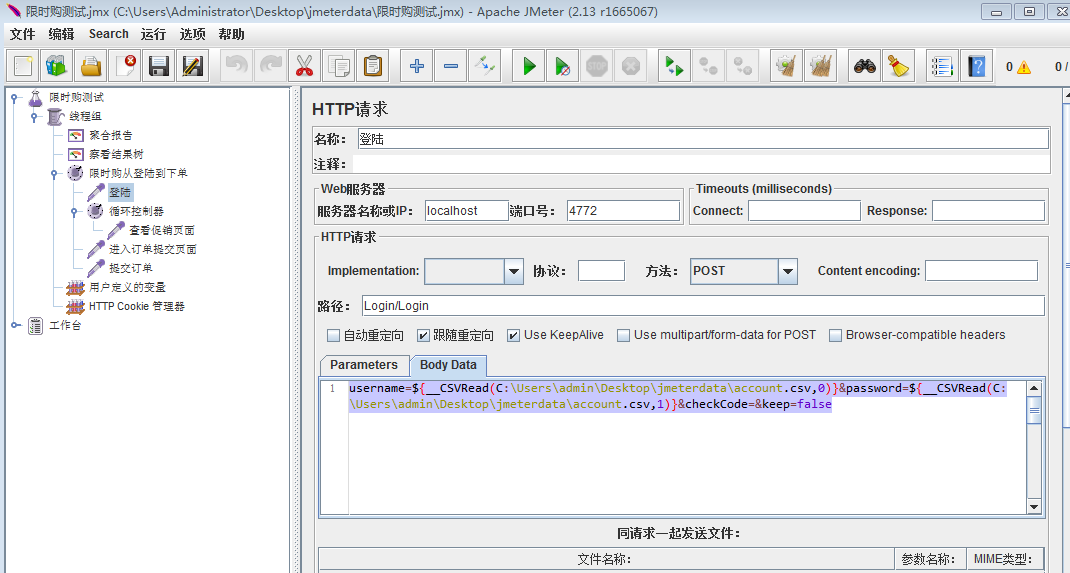 限时购测试.jmx (C:\Users\Administrator\Desktop\jmeterdata\限时购测试.jmx) - Apache JMeter (2.13 r1665067)
文件 编辑 Search 运行 选项 帮助
0 0 /
限时购测试
线程组
聚合报告
察看结果树
限时购从登陆到下单
登陆
循环控制器
查看促销页面
进入订单提交页面
提交订单
用户定义的变量
HTTP Cookie 管理器
工作台
HTTP请求
名称： 登陆
注释：
Web服务器
服务器名称或IP： localhost 端口号： 4772
Timeouts (milliseconds)
Connect: Response:
HTTP请求
Implementation: 协议： 方法： POST Content encoding:
路径： Login/Login
自动重定向 跟随重定向 Use KeepAlive Use multipart/form-data for POST Browser-compatible headers
Parameters Body Data
1 username=${__CSVRead(C:\Users\admin\Desktop\jmeterdata\account.csv,0)}&password=${__CSVRead(C:
\Users\admin\Desktop\jmeterdata\account.csv,1)}&checkCode=&keep=false
同请求一起发送文件：
文件名称： 参数名称： MIME类型：